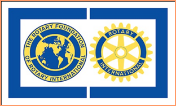 THE ROTARY FOUNDATION
OF ROTARY INTERNATIONAL
ROTARY
INTERNATIONAL